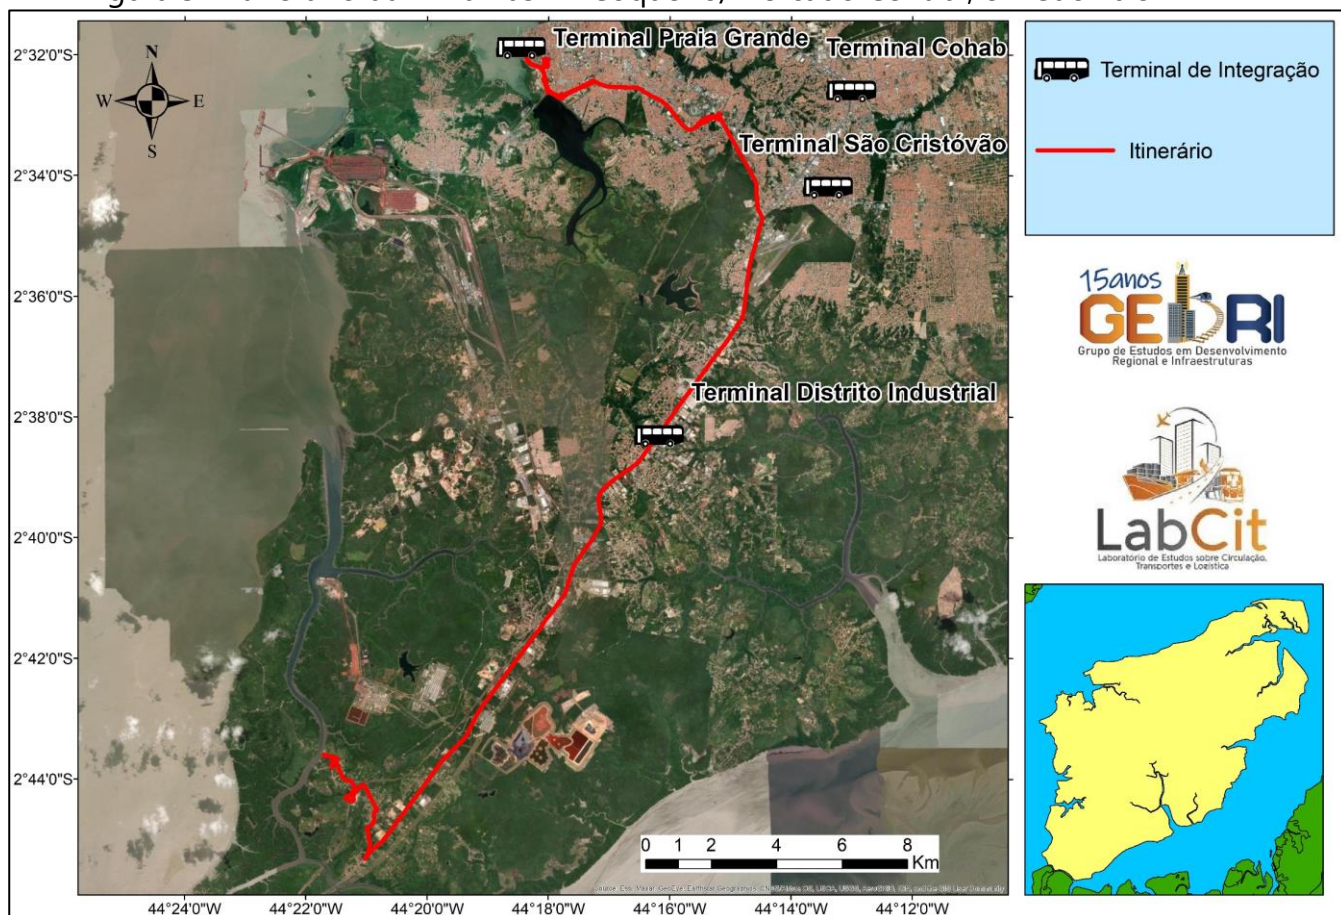 N
W E
S
Terminal Praia Grande
Terminal Cohab
Terminal São Cristóvão
Terminal Distrito Industrial
2°32'0"S
2°34'0"S
2°36'0"S
2°38'0"S
2°40'0"S
2°42'0"S
2°44'0"S
0 1 2 4 6 8
Km
44°24'0"W 44°22'0"W 44°20'0"W 44°18'0"W 44°16'0"W 44°14'0"W 44°12'0"W
Terminal de Integração
Itinerário
15anos
GEDRI
Grupo de Estudos em Desenvolvimento
Regional e Infraestruturas
LabCit
Laboratório de Estudos sobre Circulação,
Transportes e Logística